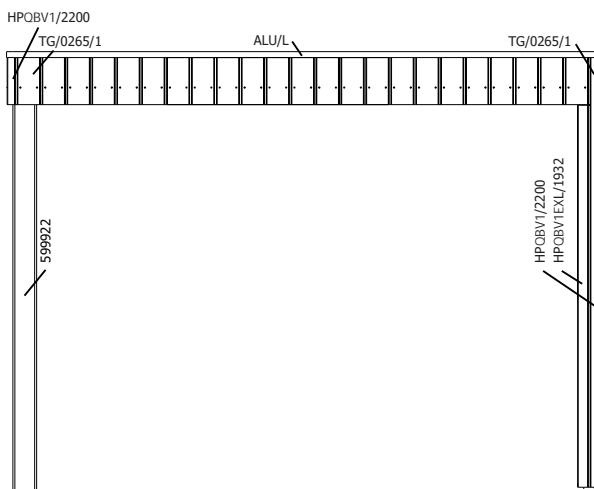 HPQBV1/2200
TG/0265/1
ALU/L
TG/0265/1
599922
HPQBV1/2200
HPQBV1EXL/1932